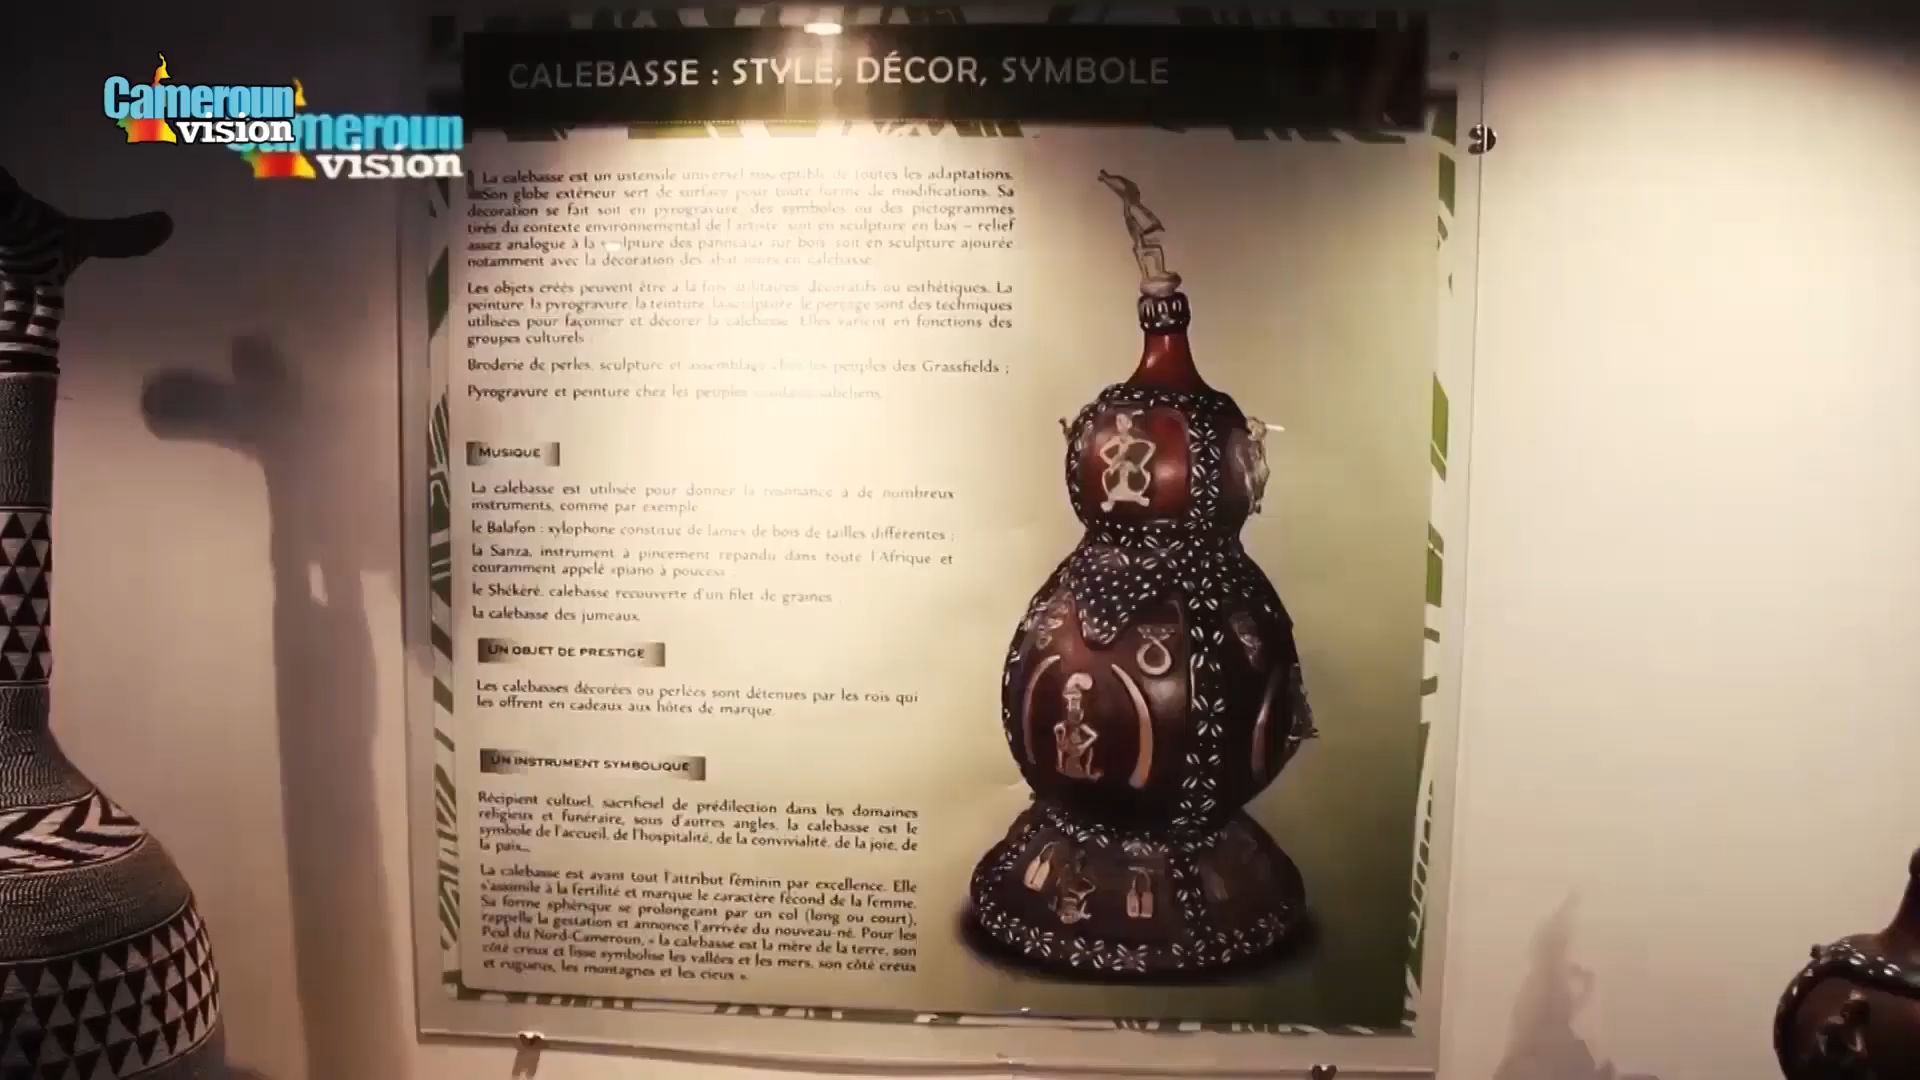 Cameroun
vision
meroun
vision
CALEBASSE : STYLE, DÉCOR, SYMBOLE
La calebasse est un ustensile universel susceptible de toutes les adaptations.
Son globe extérieur sert de surface pour toute forme de modifications. Sa
décoration se fait soit en pyrogravure, des symboles ou des pictogrammes
tirés du contexte environnemental de l'artiste, soit en sculpture en bas – relief
assez analogue à la sculpture des panneaux sur bois, soit en sculpture ajourée
notamment avec la décoration des abat-jours en calebasse.
Les objets créés peuvent être à la fois utilitaires, décoratifs ou esthétiques. La
peinture, la pyrogravure, la teinture, la sculpture, le perçage sont des techniques
utilisées pour façonner et décorer la calebasse. Elles varient en fonctions des
groupes culturels :
Broderie de perles, sculpture et assemblage chez les peuples des Grassfields ;
Pyrogravure et peinture chez les peuples
MUSIQUE
La calebasse est utilisée pour donner la résonance à de nombreux
instruments, comme par exemple
le Balafon : xylophone constitué de lames de bois de tailles différentes ;
la Sanza, instrument à pincement répandu dans toute l'Afrique et
couramment appelé «piano à pouces» ;
le Shékéré, calebasse recouverte d'un filet de graines ;
la calebasse des jumeaux.
UN OBJET DE PRESTIGE
Les calebasses décorées ou perlées sont détenues par les rois qui
les offrent en cadeaux aux hôtes de marque.
UN INSTRUMENT SYMBOLIQUE
Récipient cultuel, sacrificiel de prédilection dans les domaines
religieux et funéraire, sous d'autres angles, la calebasse est le
symbole de l'accueil, de l'hospitalité, de la convivialité, de la joie, de
la paix...
La calebasse est avant tout l'attribut féminin par excellence. Elle
s'assimile à la fertilité et marque le caractère fécond de la femme.
Sa forme sphérique se prolongeant par un col (long ou court),
rappelle la gestation et annonce l'arrivée du nouveau-né. Pour les
Peul du Nord-Cameroun, « la calebasse est la mère de la terre, son
côté creux et lisse symbolise les vallées et les mers, son côté creux
et rugueux, les montagnes et les cieux ».